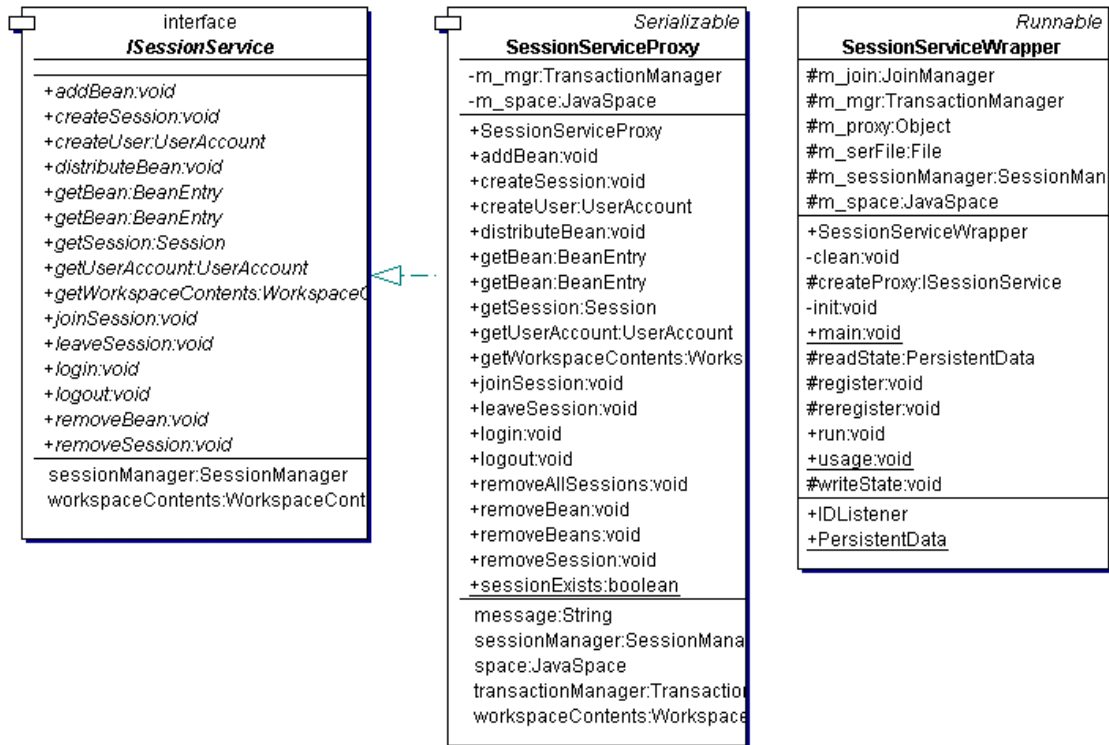 interface
ISessionService
+addBean:void
+createSession:void
+createUser:UserAccount
+distributeBean:void
+getBean:BeanEntry
+getBean:BeanEntry
+getSession:Session
+getUserAccount:UserAccount
+getWorkspaceContents:WorkspaceC
+joinSession:void
+leaveSession:void
+login:void
+logout:void
+removeBean:void
+removeSession:void
sessionManager:SessionManager
workspaceContents:WorkspaceCont
Serializable
SessionServiceProxy
-m_mgr:TransactionManager
-m_space:JavaSpace
+SessionServiceProxy
+addBean:void
+createSession:void
+createUser:UserAccount
+distributeBean:void
+getBean:BeanEntry
+getBean:BeanEntry
+getSession:Session
+getUserAccount:UserAccount
+getWorkspaceContents:Works
+joinSession:void
+leaveSession:void
+login:void
+logout:void
+removeAllSessions:void
+removeBean:void
+removeBeans:void
+removeSession:void
+sessionExists:boolean
message:String
sessionManager:SessionMana
space:JavaSpace
transactionManager:Transaction
workspaceContents:Workspace
Runnable
SessionServiceWrapper
#m_join:JoinManager
#m_mgr:TransactionManager
#m_proxy:Object
#m_serFile:File
#m_sessionManager:SessionMan
#m_space:JavaSpace
+SessionServiceWrapper
-clean:void
#createProxy:ISessionService
-init:void
+main:void
#readState:PersistentData
#register:void
#reregister:void
+run:void
+usage:void
#writeState:void
+IDListener
+PersistentData